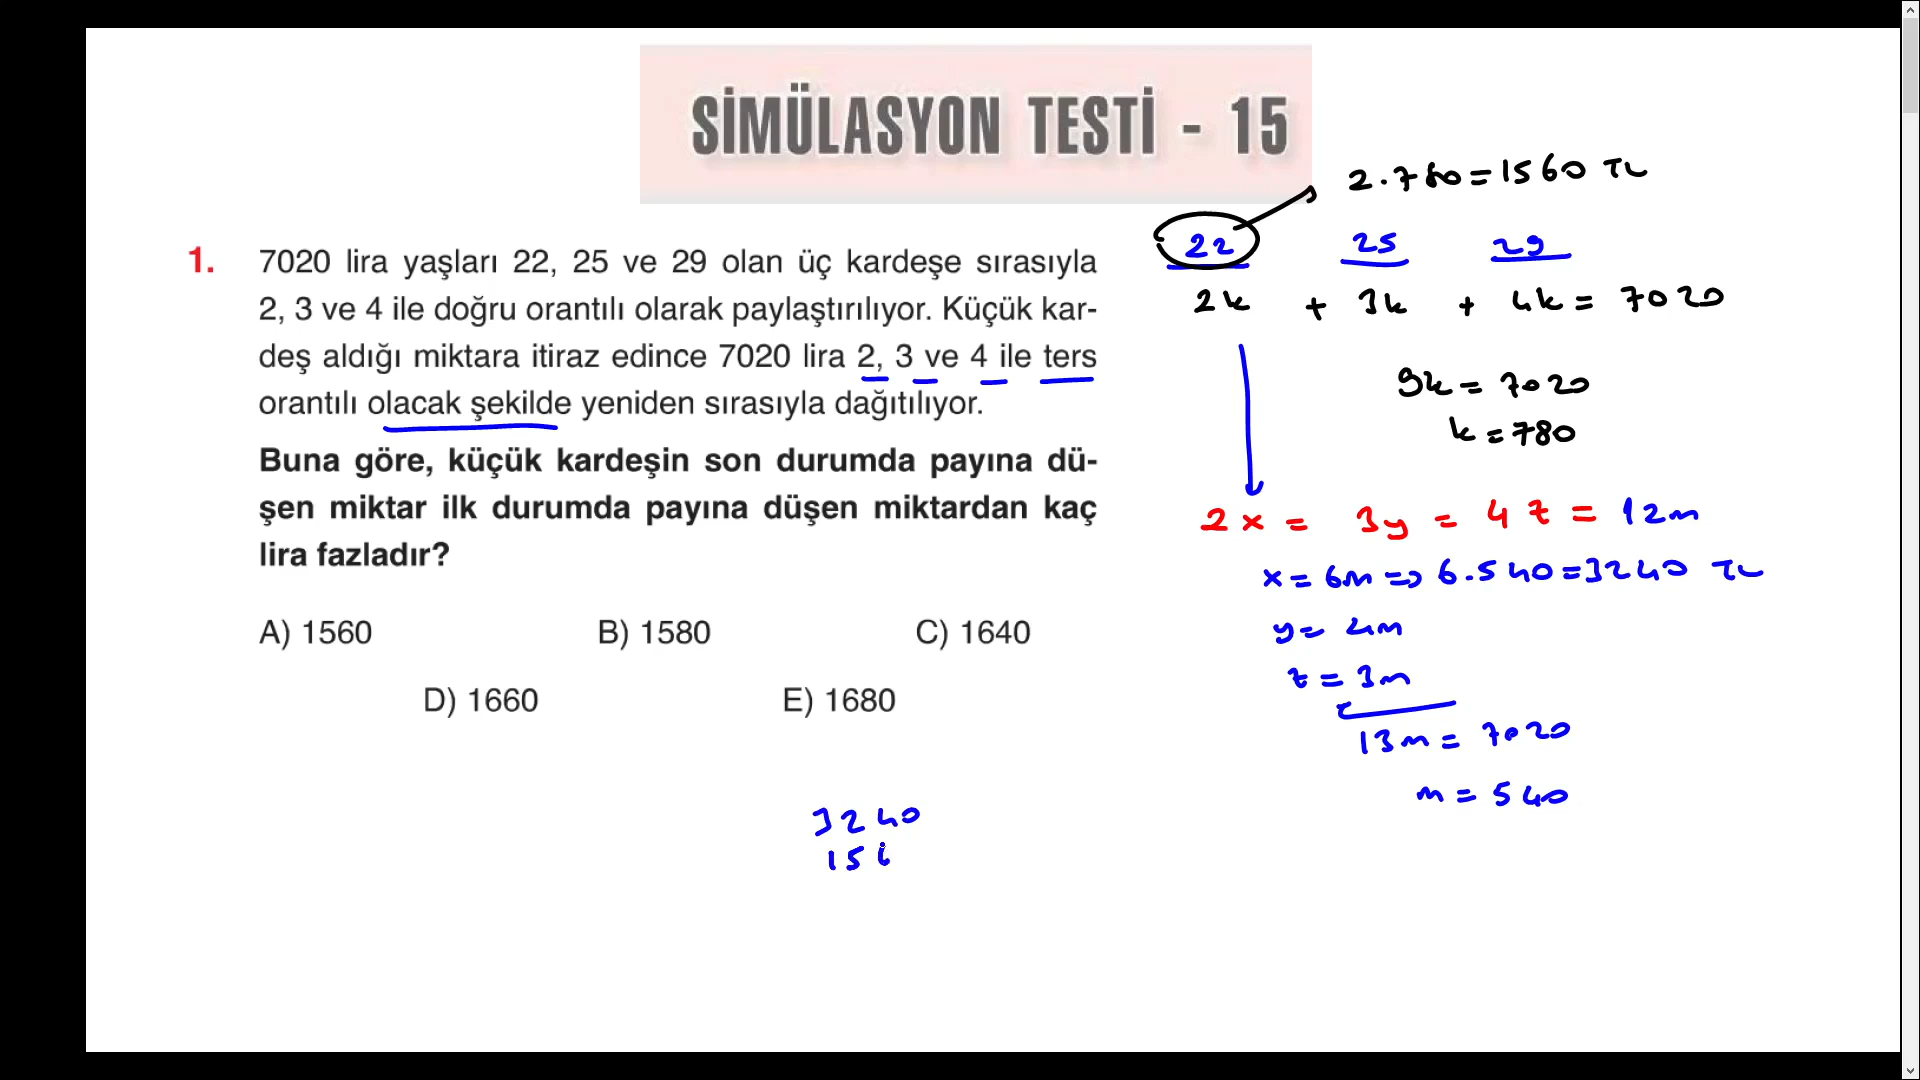 SİMÜLASYON TESTİ - 15
1. 7020 lira yaşları 22, 25 ve 29 olan üç kardeşe sırasıyla
2, 3 ve 4 ile doğru orantılı olarak paylaştırılıyor. Küçük kar-
deş aldığı miktara itiraz edince 7020 lira 2, 3 ve 4 ile ters
orantılı olacak şekilde yeniden sırasıyla dağıtılıyor.
Buna göre, küçük kardeşin son durumda payına dü-
şen miktar ilk durumda payına düşen miktardan kaç
lira fazladır?
A) 1560 B) 1580 C) 1640
D) 1660 E) 1680
2.780=1560 TL
22 25 29
2k + 3k + 4k = 7020
9k = 7020
k = 780
2x = 3y = 4z = 12m
x = 6m => 6.540=3240 TL
y = 4m
z = 3m
13m = 7020
m = 540
3240
156